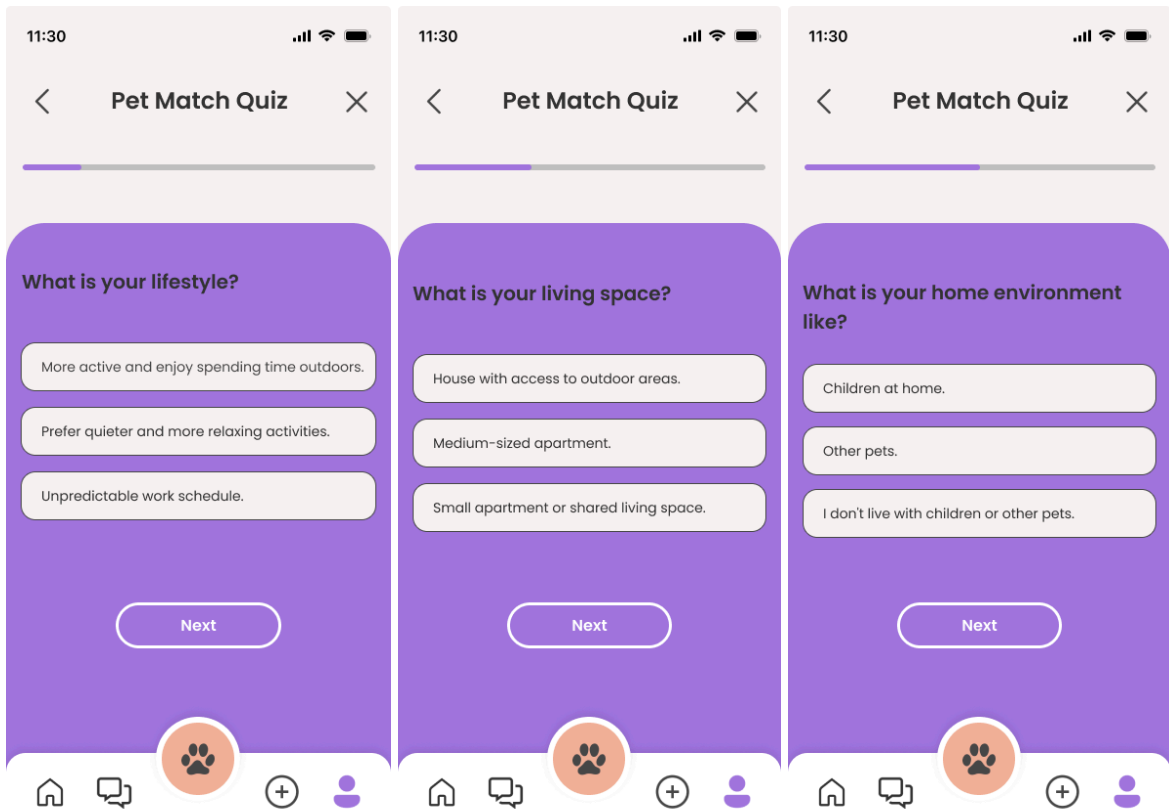 11:30
Pet Match Quiz
What is your lifestyle?
More active and enjoy spending time outdoors.
Prefer quieter and more relaxing activities.
Unpredictable work schedule.
Next
11:30
Pet Match Quiz
What is your living space?
House with access to outdoor areas.
Medium-sized apartment.
Small apartment or shared living space.
Next
11:30
Pet Match Quiz
What is your home environment
like?
Children at home.
Other pets.
I don't live with children or other pets.
Next